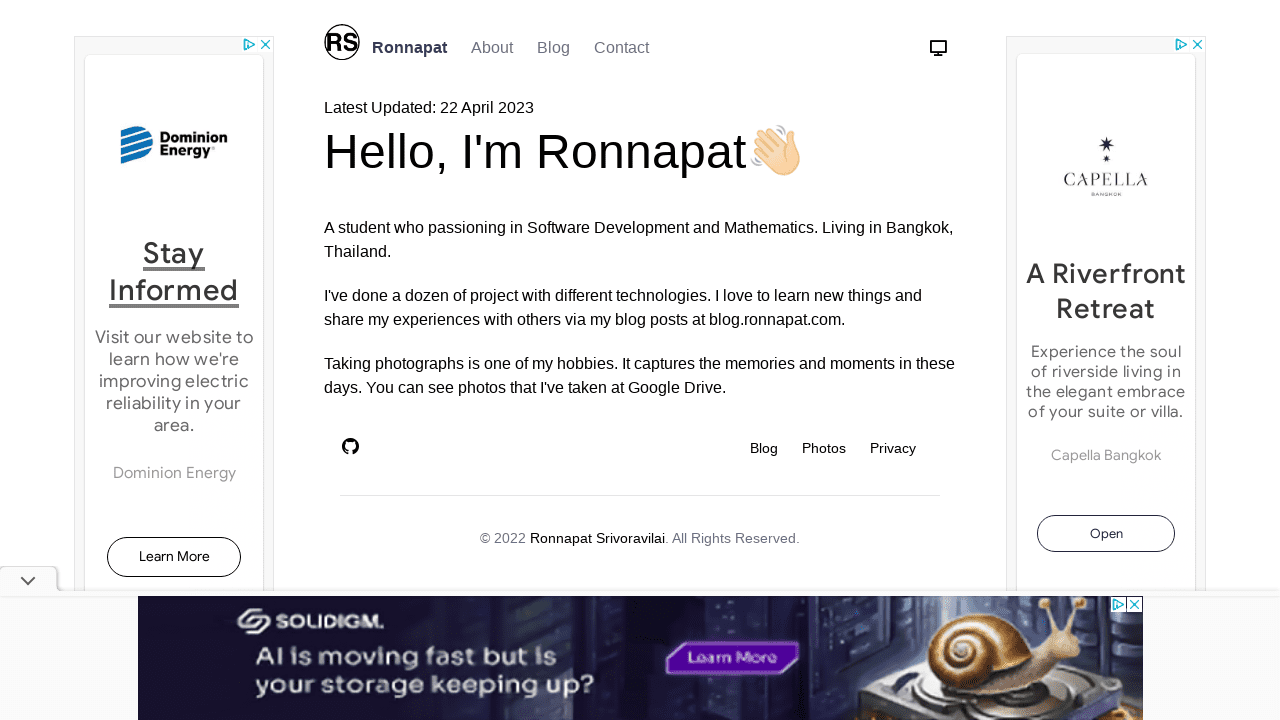 RS Ronnapat About Blog Contact
Latest Updated: 22 April 2023
Hello, I'm Ronnapat👋🏼
A student who passioning in Software Development and Mathematics. Living in Bangkok,
Thailand.
I've done a dozen of project with different technologies. I love to learn new things and
share my experiences with others via my blog posts at blog.ronnapat.com.
Taking photographs is one of my hobbies. It captures the memories and moments in these
days. You can see photos that I've taken at Google Drive.
Blog Photos Privacy
© 2022 Ronnapat Srivoravilai. All Rights Reserved.
Dominion
Energy®
Stay
Informed
Visit our website to
learn how we're
improving electric
reliability in your
area.
Dominion Energy
Learn More
CAPELLA
BANGKOK
A Riverfront
Retreat
Experience the soul
of riverside living in
the elegant embrace
of your suite or villa.
Capella Bangkok
Open
SOLIDIGM.
AI is moving fast but is
your storage keeping up?
Learn More